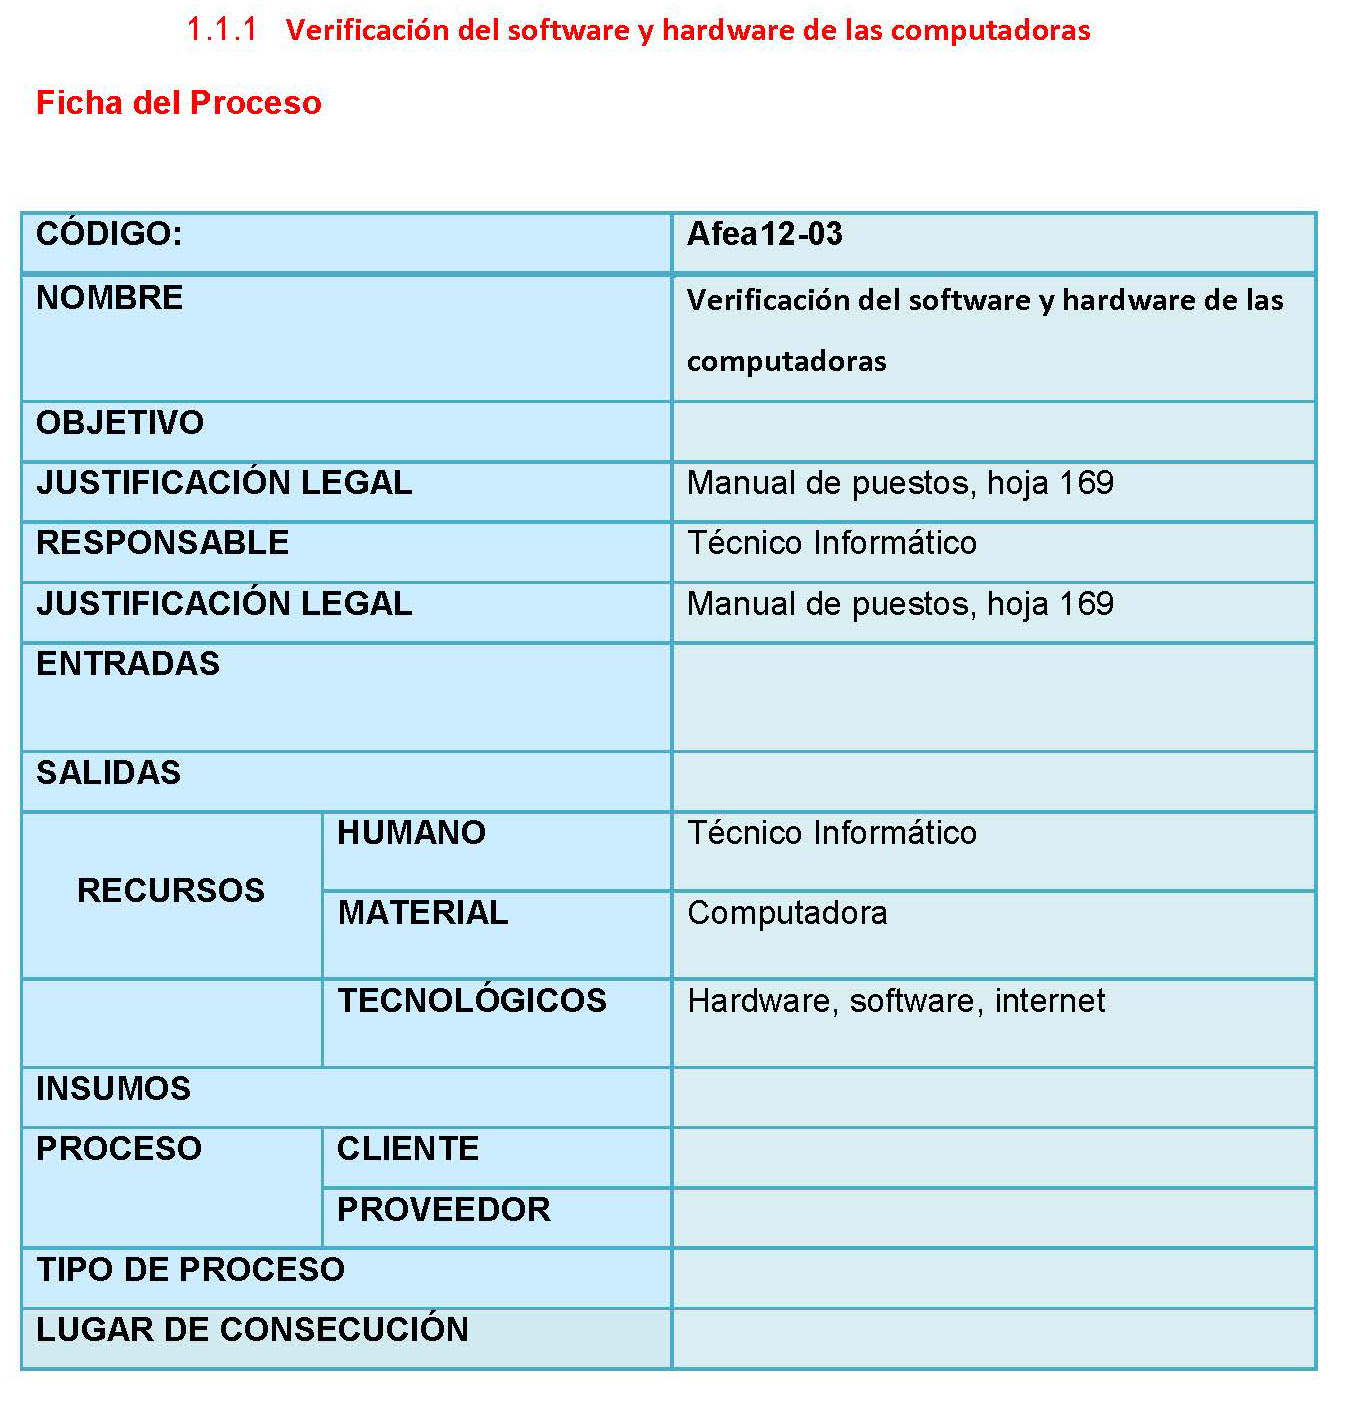 1.1.1 Verificación del software y hardware de las computadoras
Ficha del Proceso
CÓDIGO: Afea12-03
NOMBRE Verificación del software y hardware de las
computadoras
OBJETIVO
JUSTIFICACIÓN LEGAL Manual de puestos, hoja 169
RESPONSABLE Técnico Informático
JUSTIFICACIÓN LEGAL Manual de puestos, hoja 169
ENTRADAS
SALIDAS
RECURSOS
HUMANO Técnico Informático
MATERIAL Computadora
TECNOLÓGICOS Hardware, software, internet
INSUMOS
PROCESO CLIENTE
PROVEEDOR
TIPO DE PROCESO
LUGAR DE CONSECUCIÓN